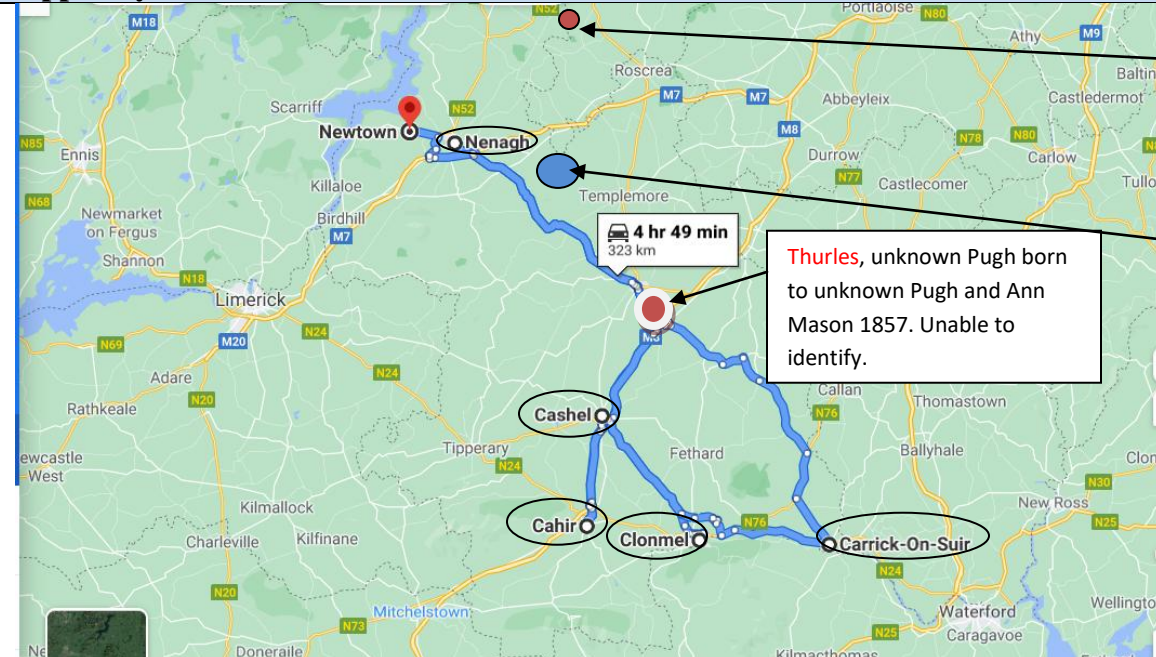 N52
Portlaoise
N80
M18
Athy
M9
Roscrea
Baltin
Scarriff
N52
M7
M7
Abbeyleix
Castledermot
Newtown
Nenagh
M8
N85
Ennis
N78
N80
Durrow
Carlow
N77
Killaloe
Castlecomer
Tullo
N68
Templemore
Newmarket
on Fergus
Birdhill
M7
4 hr 49 min
323 km
Shannon
N18
Thurles, unknown Pugh born
to unknown Pugh and Ann
Mason 1857. Unable to
identify.
Limerick
N24
M20
N69
Adare
N24
N20
Callan
Rathkeale
N76
Thomastown
Cashel
Tipperary
Fethard
Ballyhale
ewcastle
West
N24
Clon
N30
Kilmallock
New Ross
Cahir
Clonmel
N76
N25
Charleville
Kilfinane
Carrick-On-Suir
N24
N20
Mitchelstown
Waterford
Wellingto
N73
N25
Caragavoe
Doneraile
Kilmacthomas